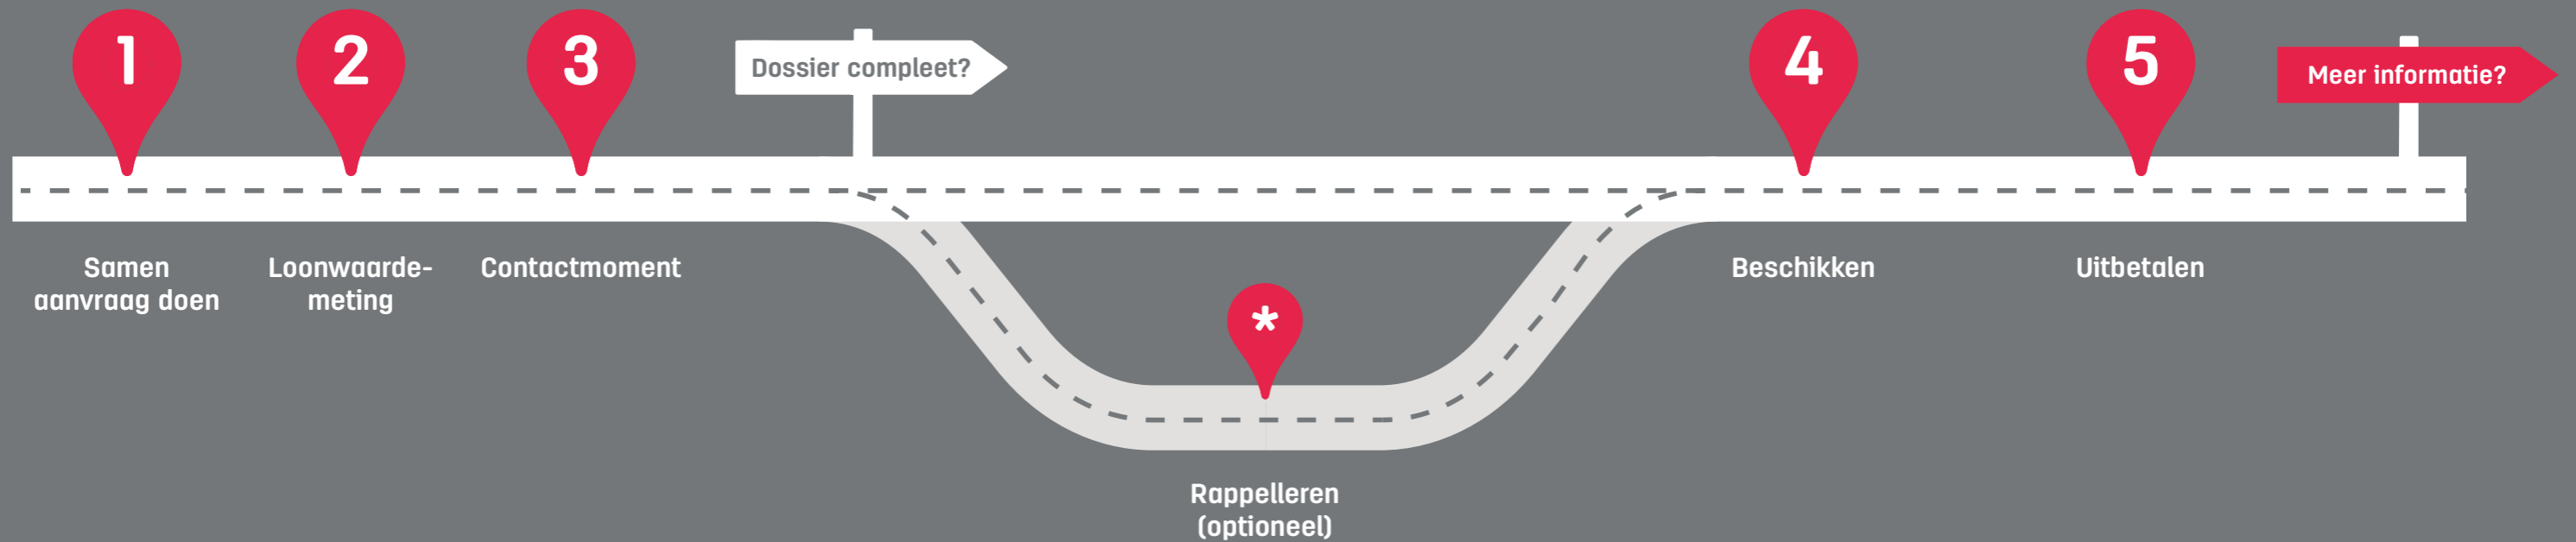 1
2
3
Dossier compleet?
4
5
Meer informatie?
Samen
aanvraag doen
Loonwaarde-
meting
Contactmoment
Beschikken
Uitbetalen
*
Rappelleren
(optioneel)